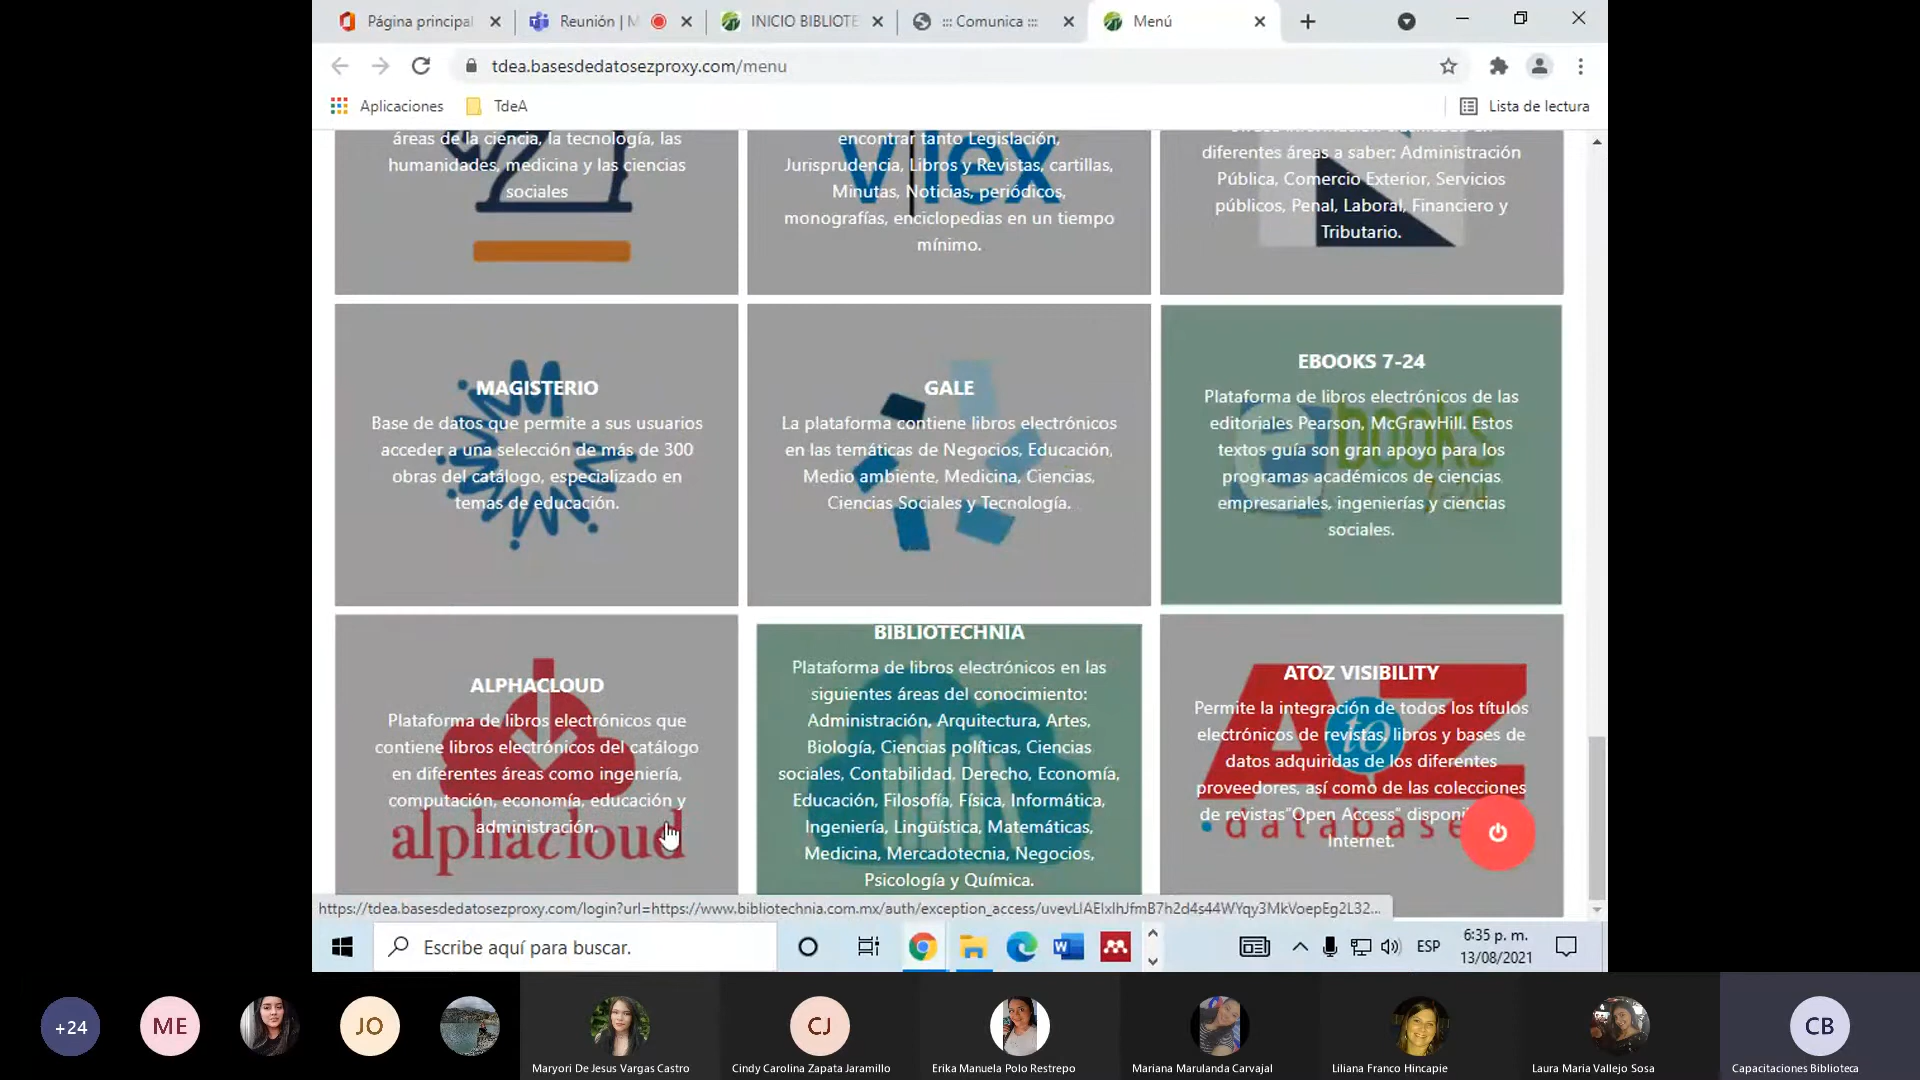 Página principal
Reunión | M
INICIO BIBLIOTE
::: Comunica :::
Menú
tdea.basesdedatosezproxy.com/menu
Aplicaciones
TdeA
Lista de lectura
áreas de la ciencia, la tecnología, las
humanidades, medicina y las ciencias
sociales
encontrar tanto Legislación,
Jurisprudencia, Libros y Revistas, cartillas,
Minutas, Noticias, periódicos,
monografías, enciclopedias en un tiempo
mínimo.
vlex
diferentes áreas a saber: Administración
Pública, Comercio Exterior, Servicios
públicos, Penal, Laboral, Financiero y
Tributario.
MAGISTERIO
Base de datos que permite a sus usuarios
acceder a una selección de más de 300
obras del catálogo, especializado en
temas de educación.
GALE
La plataforma contiene libros electrónicos
en las temáticas de Negocios, Educación,
Medio ambiente, Medicina, Ciencias,
Ciencias Sociales y Tecnología.
EBOOKS 7-24
Plataforma de libros electrónicos de las
editoriales Pearson, McGrawHill. Estos
textos guía son gran apoyo para los
programas académicos de ciencias
empresariales, ingenierías y ciencias
sociales.
e books
7-24
ALPHACLOUD
Plataforma de libros electrónicos que
contiene libros electrónicos del catálogo
en diferentes áreas como ingeniería,
computación, economía, educación y
administración.
alphacloud
BIBLIOTECHNIA
Plataforma de libros electrónicos en las
siguientes áreas del conocimiento:
Administración, Arquitectura, Artes,
Biología, Ciencias políticas, Ciencias
sociales, Contabilidad, Derecho, Economía,
Educación, Filosofía, Física, Informática,
Ingeniería, Lingüística, Matemáticas,
Medicina, Mercadotecnia, Negocios,
Psicología y Química.
ATOZ VISIBILITY
Permite la integración de todos los títulos
electrónicos de revistas, libros y bases de
datos adquiridas de los diferentes
proveedores, así como de las colecciones
de revistas"Open Access" disponi
Internet.
A to Z
database
https://tdea.basesdedatosezproxy.com/login?url=https://www.bibliotechnia.com.mx/auth/exception_access/
Escribe aquí para buscar.
ESP
6:35 p. m.
13/08/2021
+24
ME
JO
CJ
CB
Maryori De Jesus Vargas Castro
Cindy Carolina Zapata Jaramillo
Erika Manuela Polo Restrepo
Mariana Marulanda Carvajal
Liliana Franco Hincapie
Laura Maria Vallejo Sosa
Capacitaciones Biblioteca